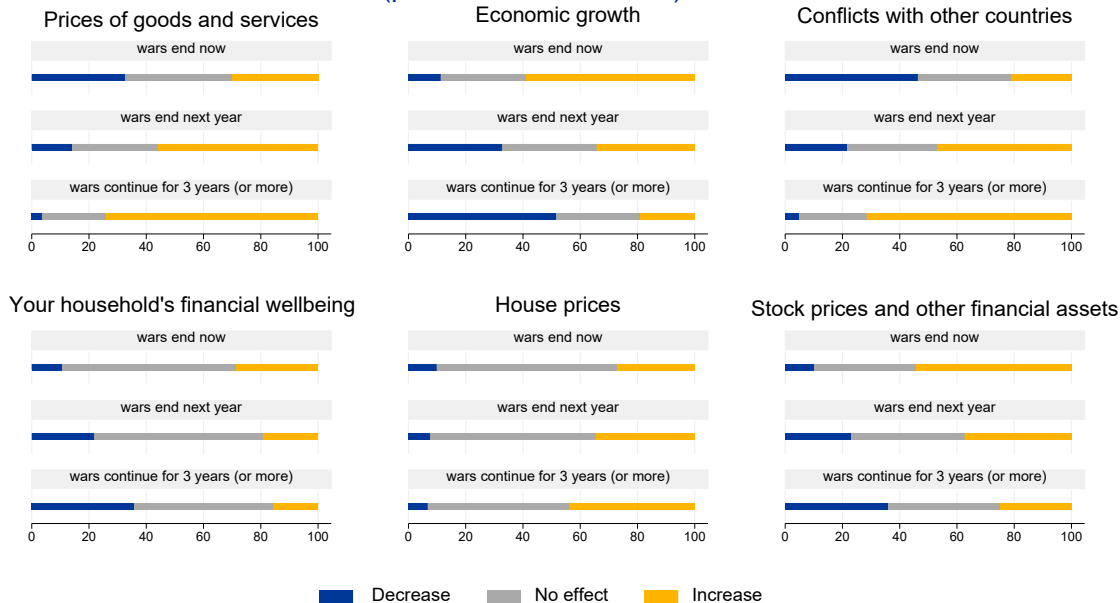 Prices of goods and services
Economic growth
Conflicts with other countries
wars end now
wars end now
wars end now
wars end next year
wars end next year
wars end next year
wars continue for 3 years (or more)
wars continue for 3 years (or more)
wars continue for 3 years (or more)
0 20 40 60 80 100
0 20 40 60 80 100
0 20 40 60 80 100
Your household's financial wellbeing
House prices
Stock prices and other financial assets
wars end now
wars end now
wars end now
wars end next year
wars end next year
wars end next year
wars continue for 3 years (or more)
wars continue for 3 years (or more)
wars continue for 3 years (or more)
0 20 40 60 80 100
0 20 40 60 80 100
0 20 40 60 80 100
Decrease No effect Increase